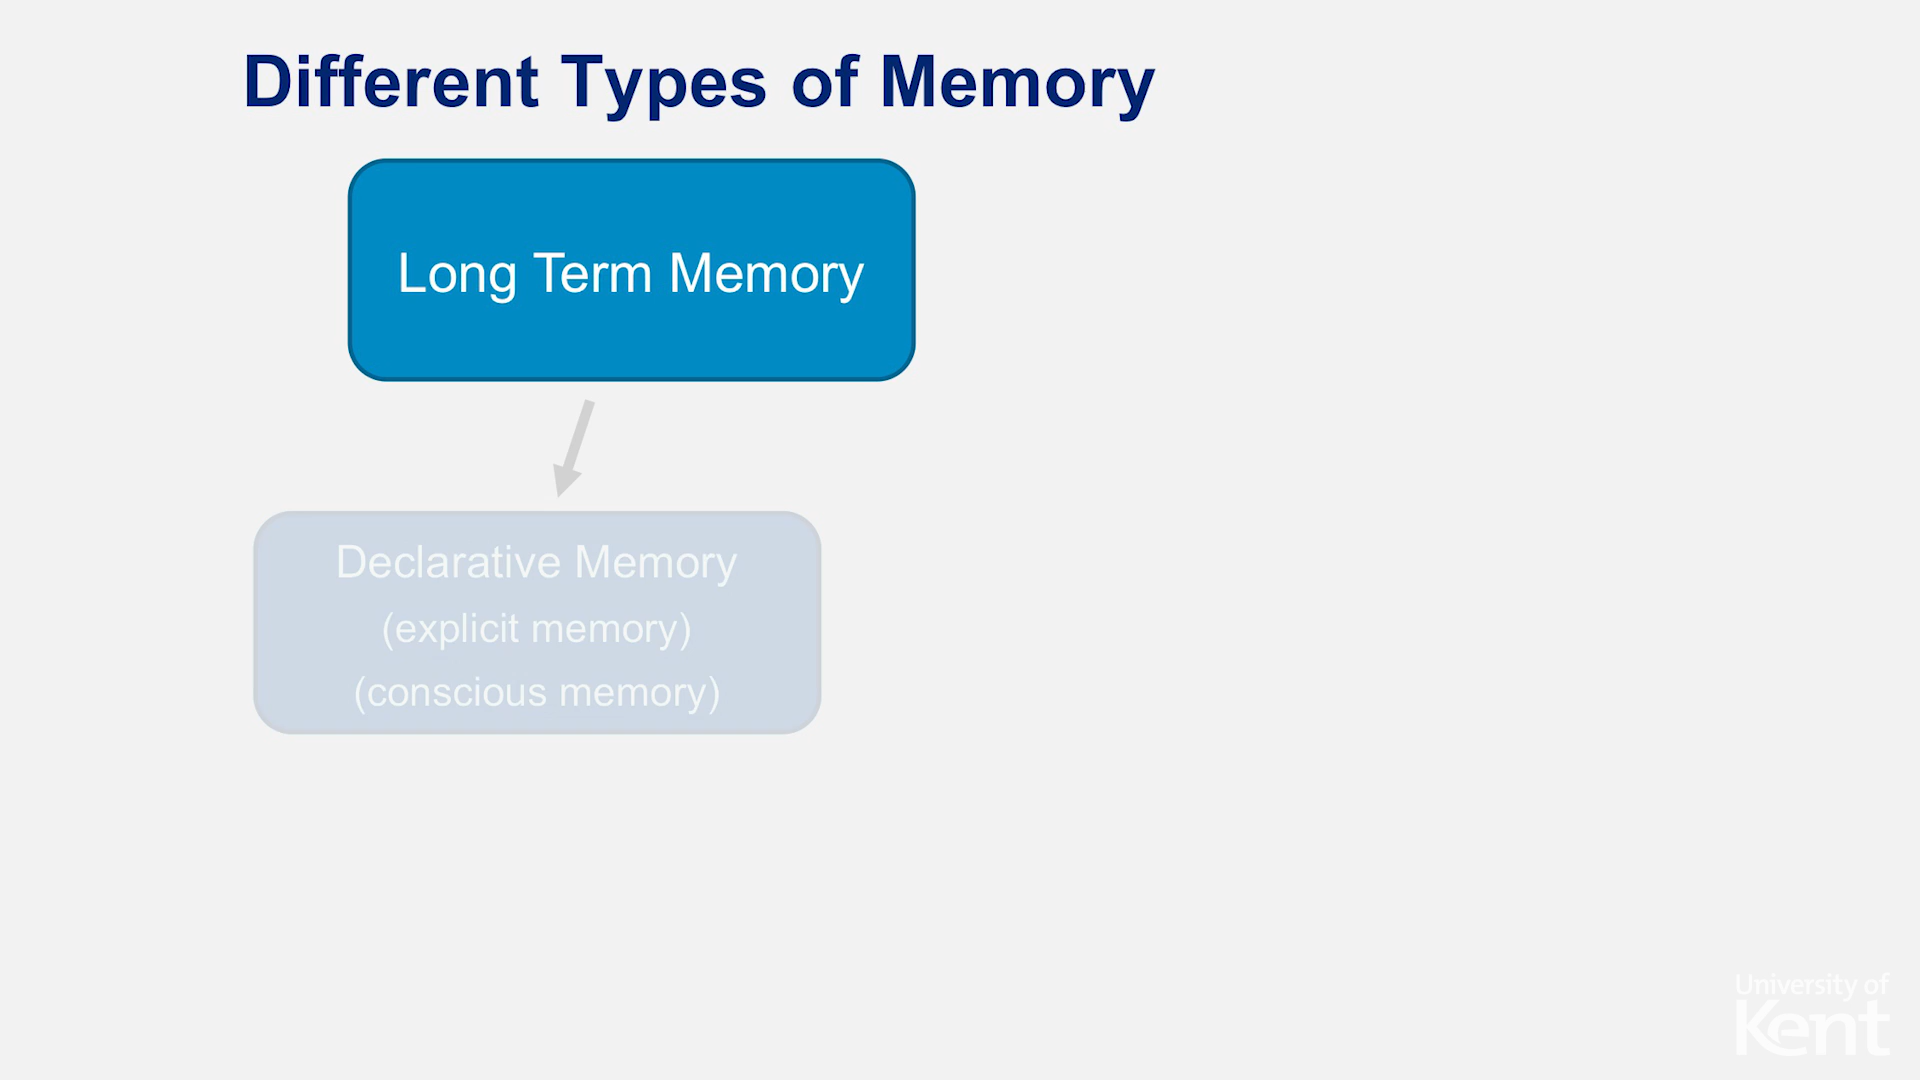 Different Types of Memory
Long Term Memory
Declarative Memory
(explicit memory)
(conscious memory)
University of
Kent